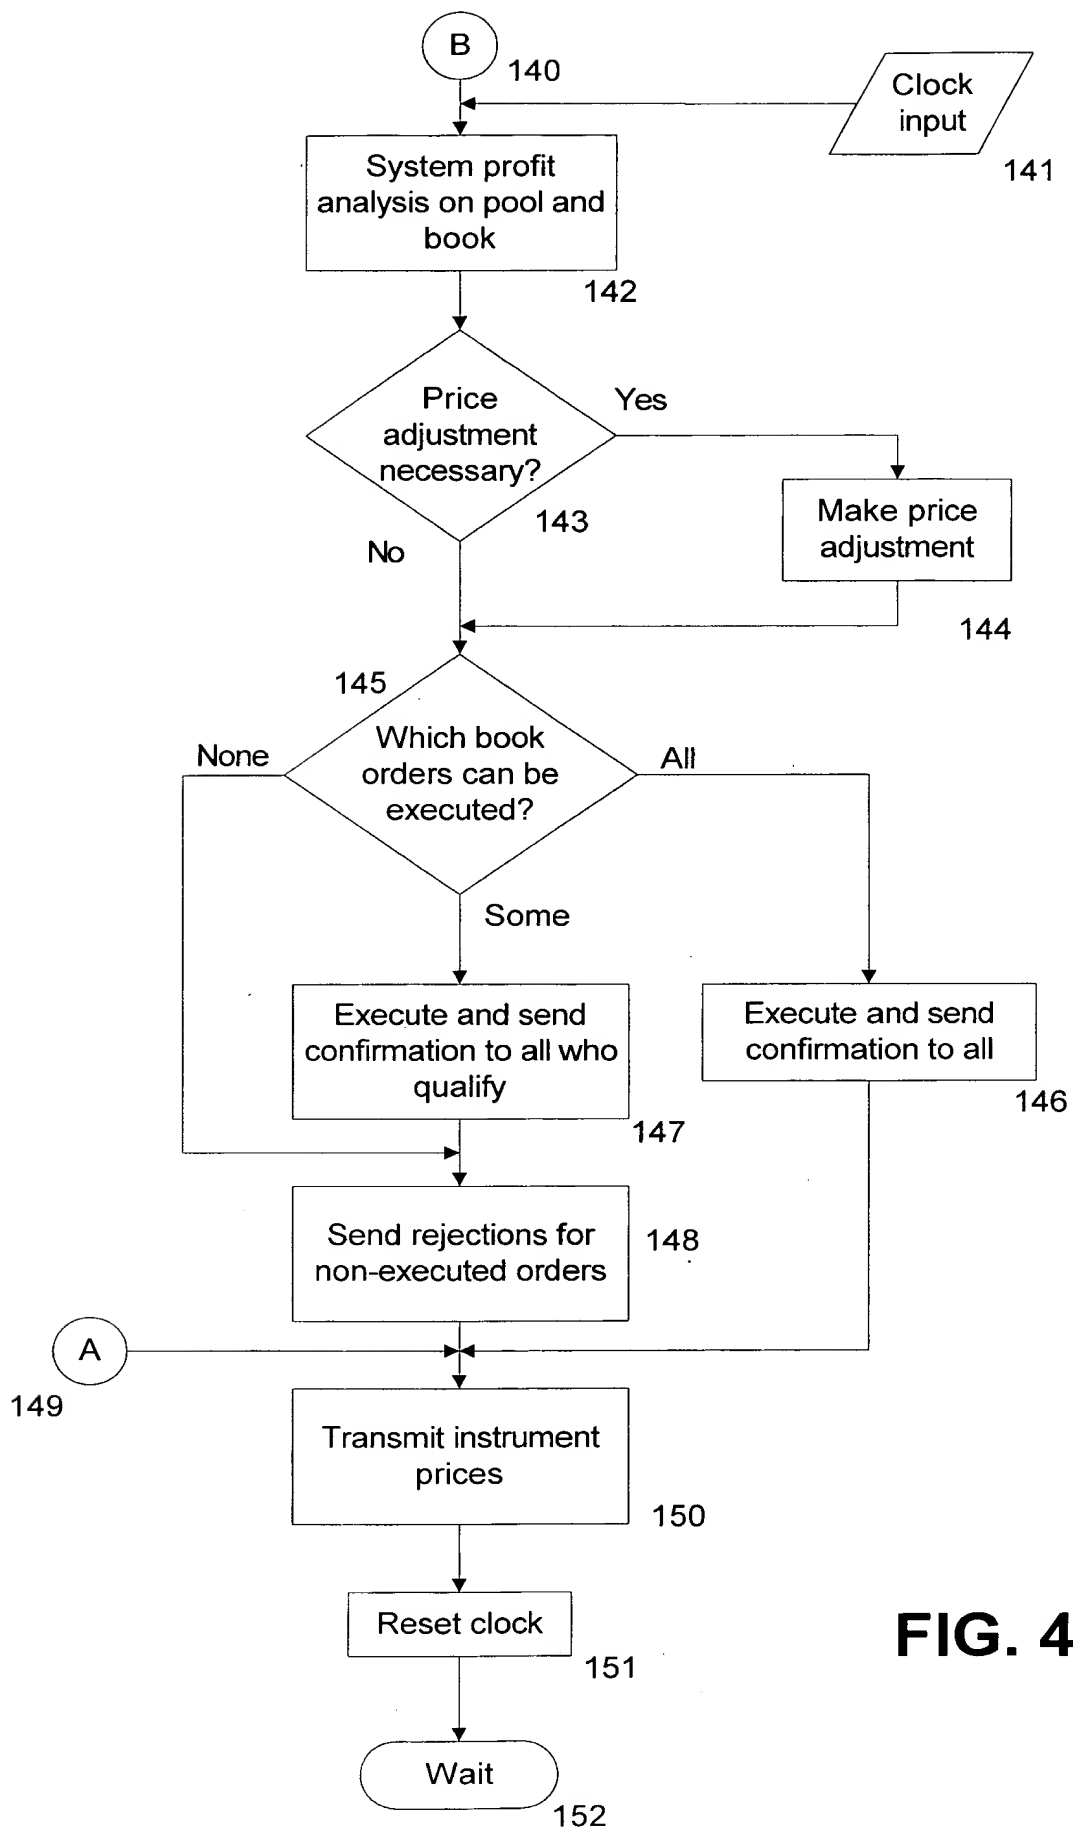 B
140
Clock
input
141
System profit
analysis on pool and
book
142
Price
adjustment
necessary?
Yes
143
No
Make price
adjustment
144
145
Which book
orders can be
executed?
None
All
Some
Execute and send
confirmation to all who
qualify
147
Execute and send
confirmation to all
146
Send rejections for
non-executed orders
148
A
149
Transmit instrument
prices
150
Reset clock
151
FIG. 4
Wait
152